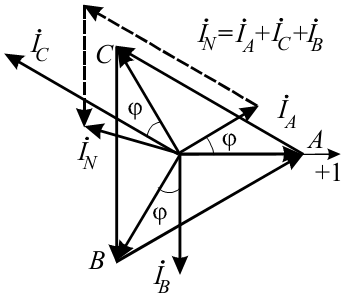 İ_N=İ_A+İ_C+İ_B
İ_C
C
φ
İ_A
φ
A
+1
İ_N
φ
B
İ_B